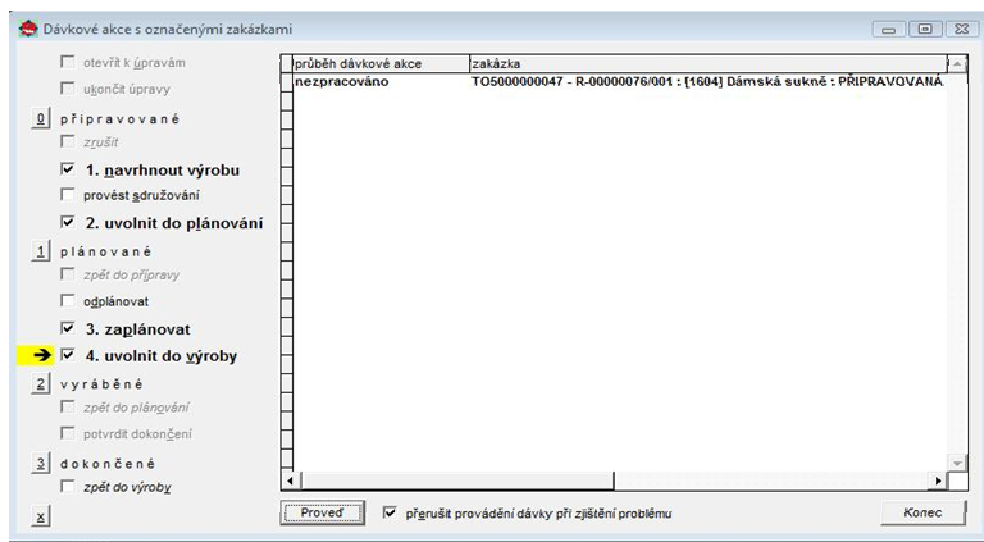 Dávkové akce s označenými zakázkami
otevřít k úpravám
ukončit úpravy
0 připravované
zrušit
1. navrhnout výrobu
provést sdružování
2. uvolnit do plánování
1 plánované
zpět do přípravy
odplánovat
3. zaplánovat
4. uvolnit do výroby
2 vyráběné
zpět do plánování
potvrdit dokončení
3 dokončené
zpět do výroby
x
průběh dávkové akce zakázka
nezpracováno TO5000000047 - R-00000076/001 : [1604] Dámská sukně : PŘIPRAVOVANÁ
Proveď přerušit provádění dávky při zjištění problému Konec